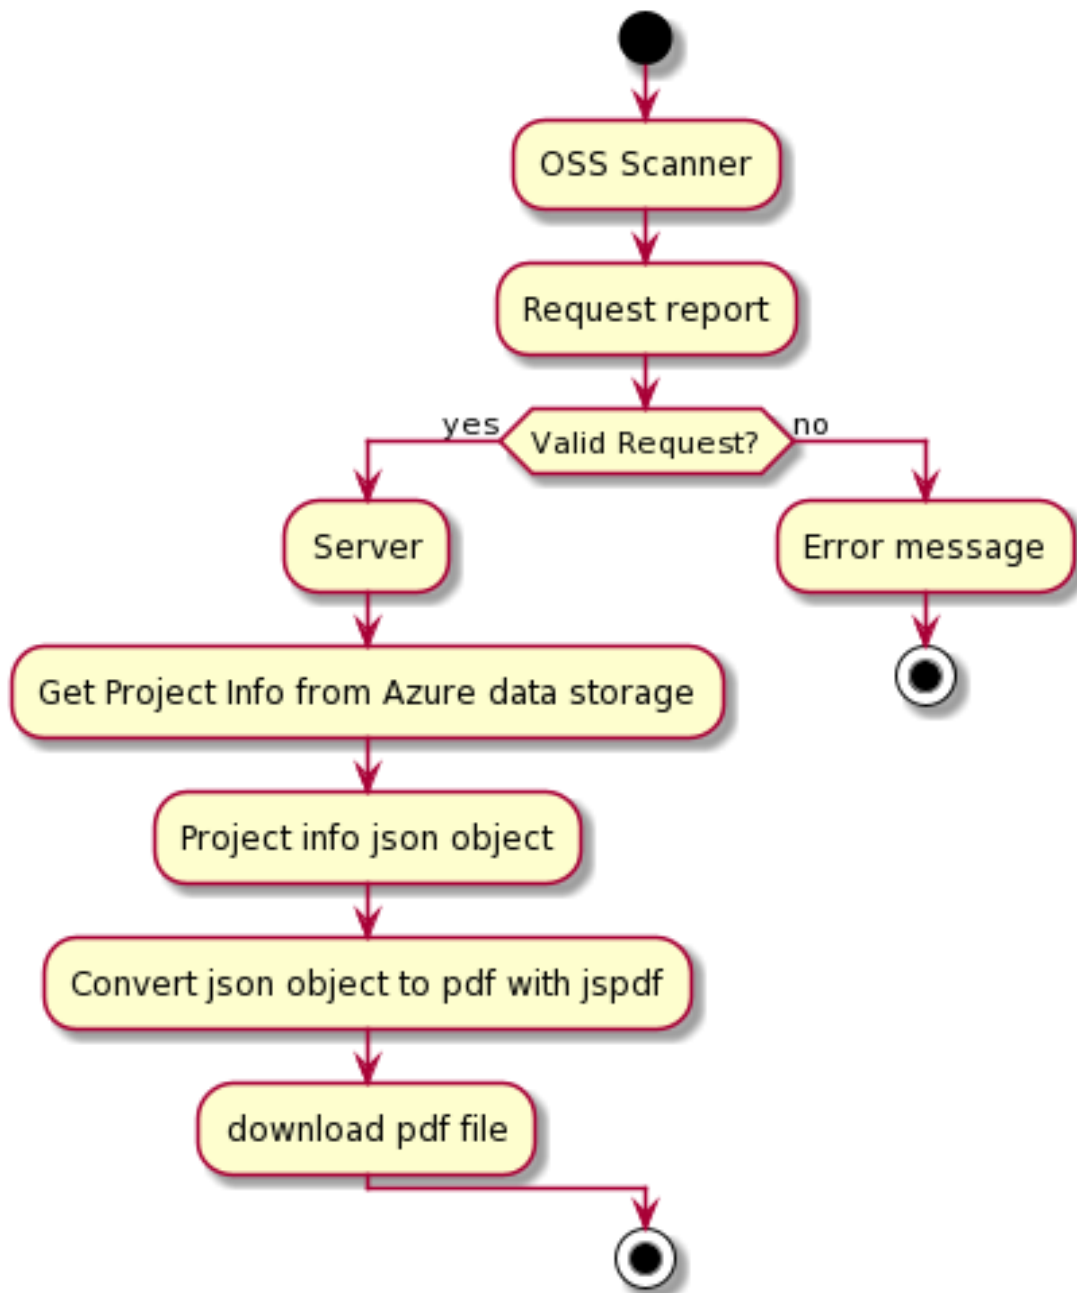 OSS Scanner
Request report
yes
Valid Request?
no
Server
Error message
Get Project Info from Azure data storage
Project info json object
Convert json object to pdf with jspdf
download pdf file